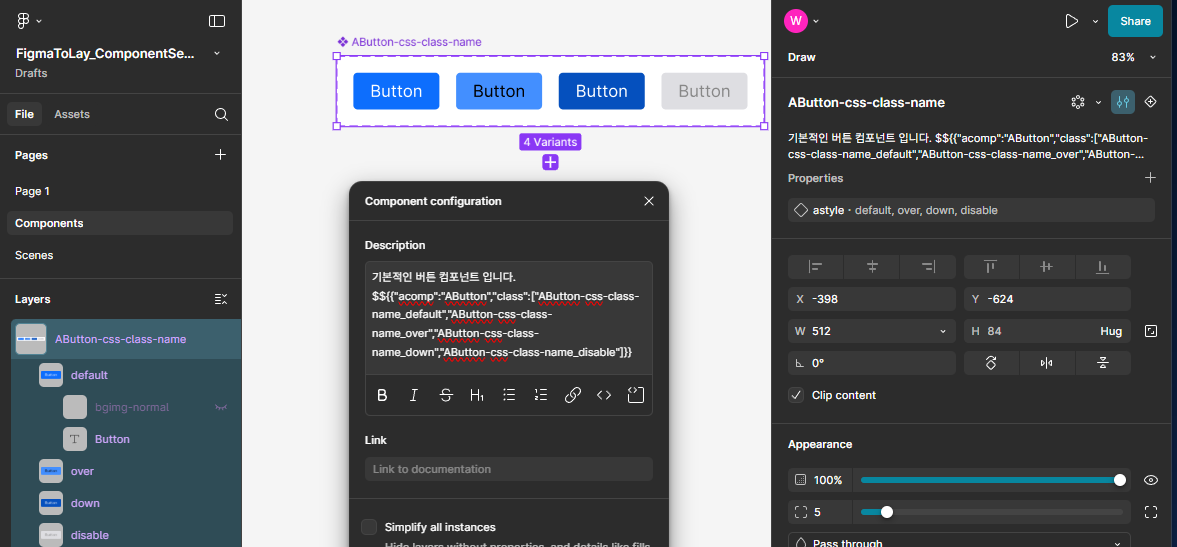 FigmaToLay_ComponentSe...
Drafts
File
Assets
Pages
Page 1
Components
Scenes
Layers
AButton-css-class-name
default
bgimg-normal
T
Button
over
down
disable
AButton-css-class-name
Button
Button
Button
Button
4 Variants
Component configuration
Description
기본적인 버튼 컴포넌트 입니다.
$${{"acomp":"AButton","class":["AButton-css-class-
name_default","AButton-css-class-
name_over","AButton-css-class-
name_down","AButton-css-class-name_disable"]}}
B
I
S
H1
Link
Link to documentation
Simplify all instances
Hide layers without properties, and details like fills
W
Share
Draw
83%
AButton-css-class-name
기본적인 버튼 컴포넌트 입니다. $${{"acomp":"AButton","class":["AButton-
css-class-name_default","AButton-css-class-name_over","AButton-...
Properties
astyle · default, over, down, disable
X -398
Y -624
W 512
H 84 Hug
0°
Clip content
Appearance
100%
5
Pass through